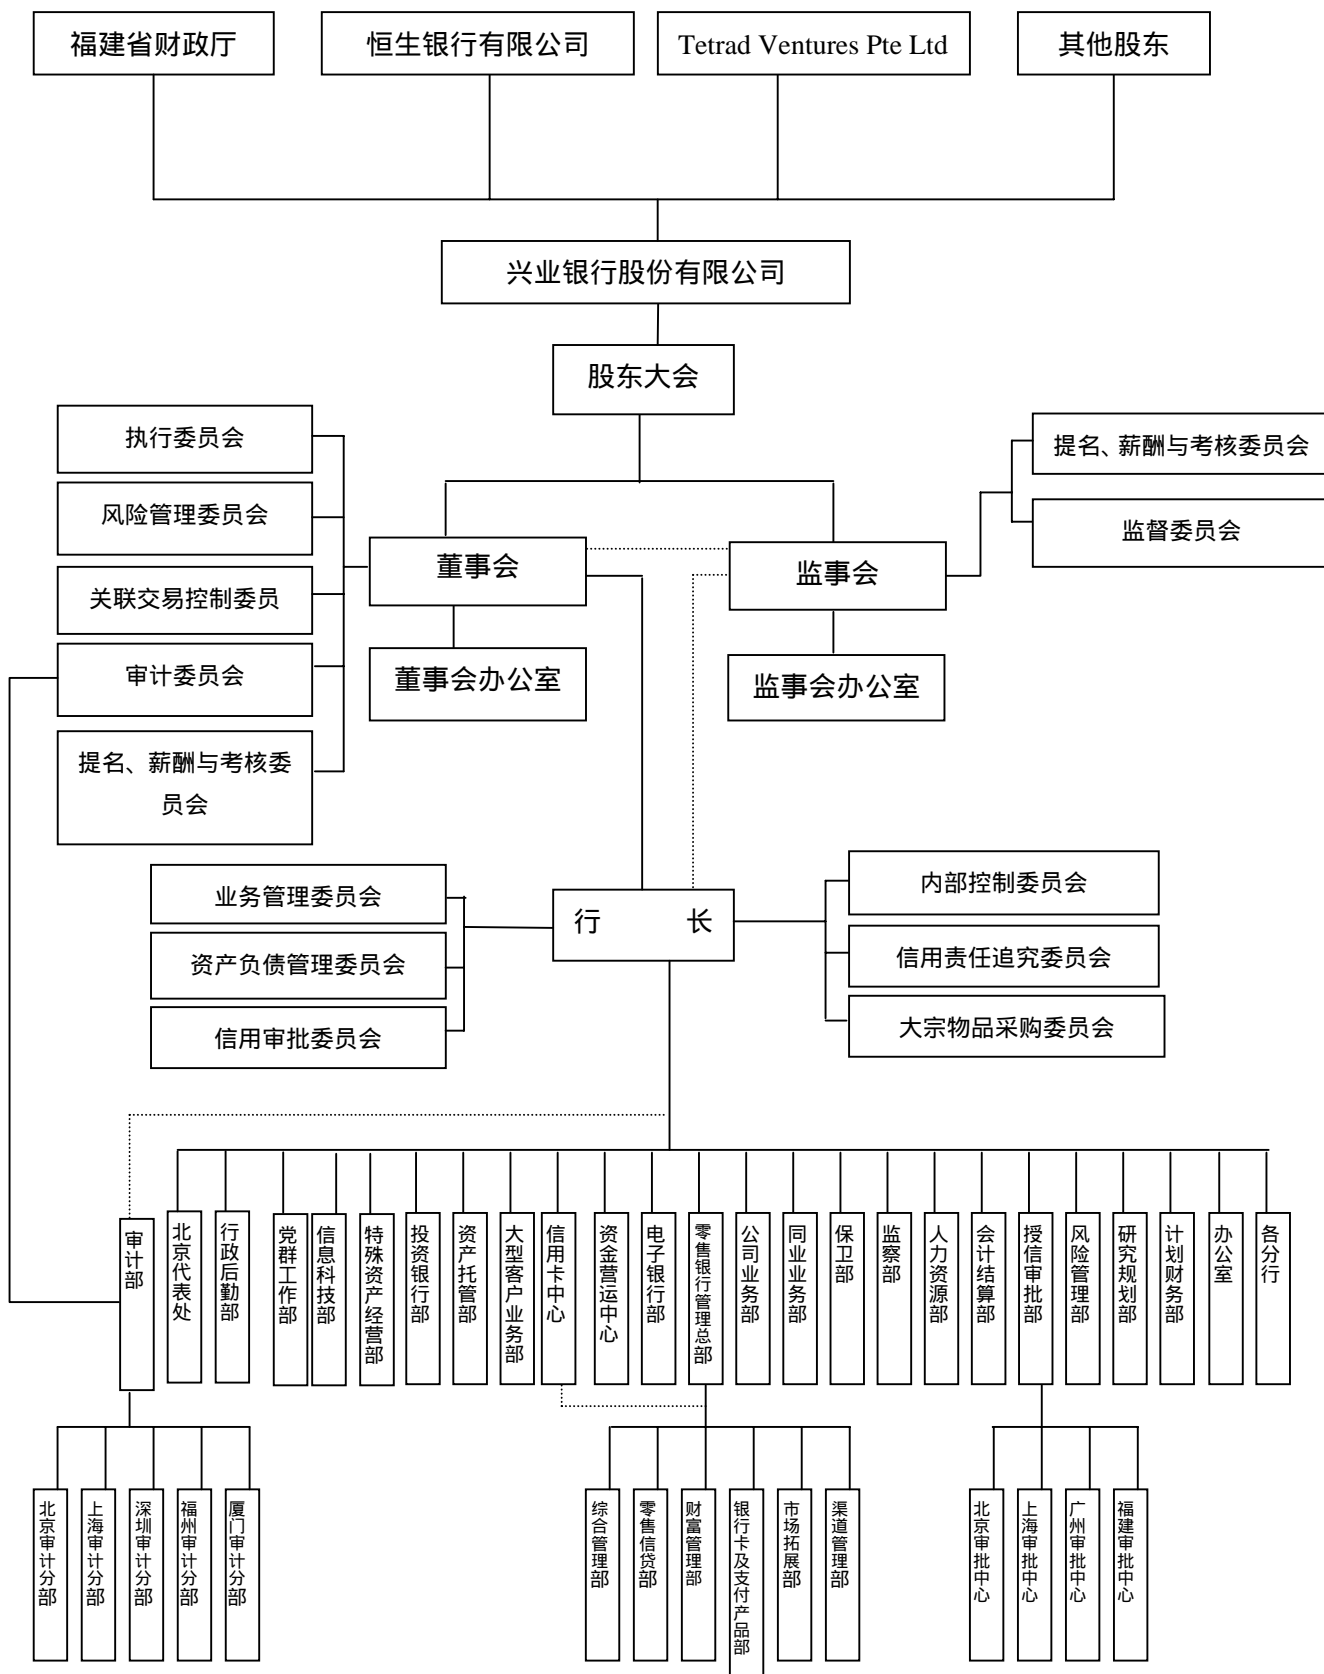 福建省财政厅
恒生银行有限公司
Tetrad Ventures Pte Ltd
其他股东
兴业银行股份有限公司
股东大会
执行委员会
风险管理委员会
关联交易控制委员
审计委员会
提名、薪酬与考核委
员会
董事会
监事会
提名、薪酬与考核委员会
监督委员会
董事会办公室
监事会办公室
业务管理委员会
资产负债管理委员会
信用审批委员会
行 长
内部控制委员会
信用责任追究委员会
大宗物品采购委员会
审计部
北京代表处
行政后勤部
党群工作部
信息科技部
特殊资产经营部
投资银行部
资产托管部
大型客户业务部
信用卡中心
资金营运中心
电子银行部
零售银行管理总部
公司业务部
同业业务部
保卫部
监察部
人力资源部
会计结算部
授信审批部
风险管理部
研究规划部
计划财务部
办公室
各分行
北京审计分部
上海审计分部
深圳审计分部
福州审计分部
厦门审计分部
综合管理部
零售信贷部
财富管理部
银行卡及支付产品部
市场拓展部
渠道管理部
北京审批中心
上海审批中心
广州审批中心
福建审批中心